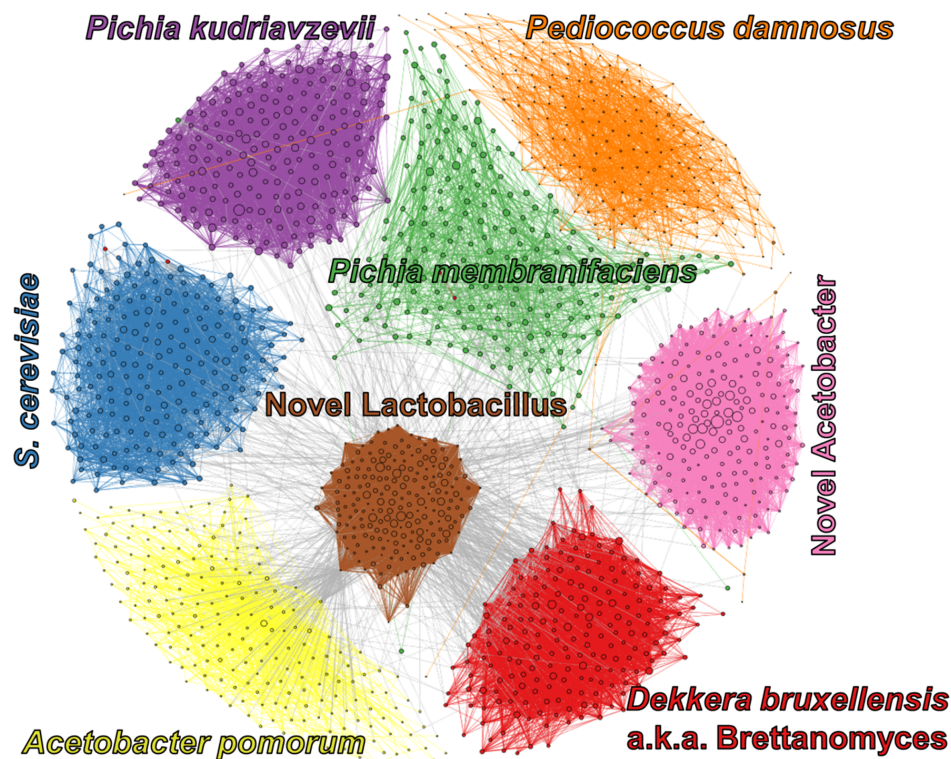 Pichia kudriavzevii
Pediococcus damnosus
Pichia membranifaciens
S. cerevisiae
Novel Acetobacter
Novel Lactobacillus
Dekkera bruxellensis
a.k.a. Brettanomyces
Acetobacter pomorum